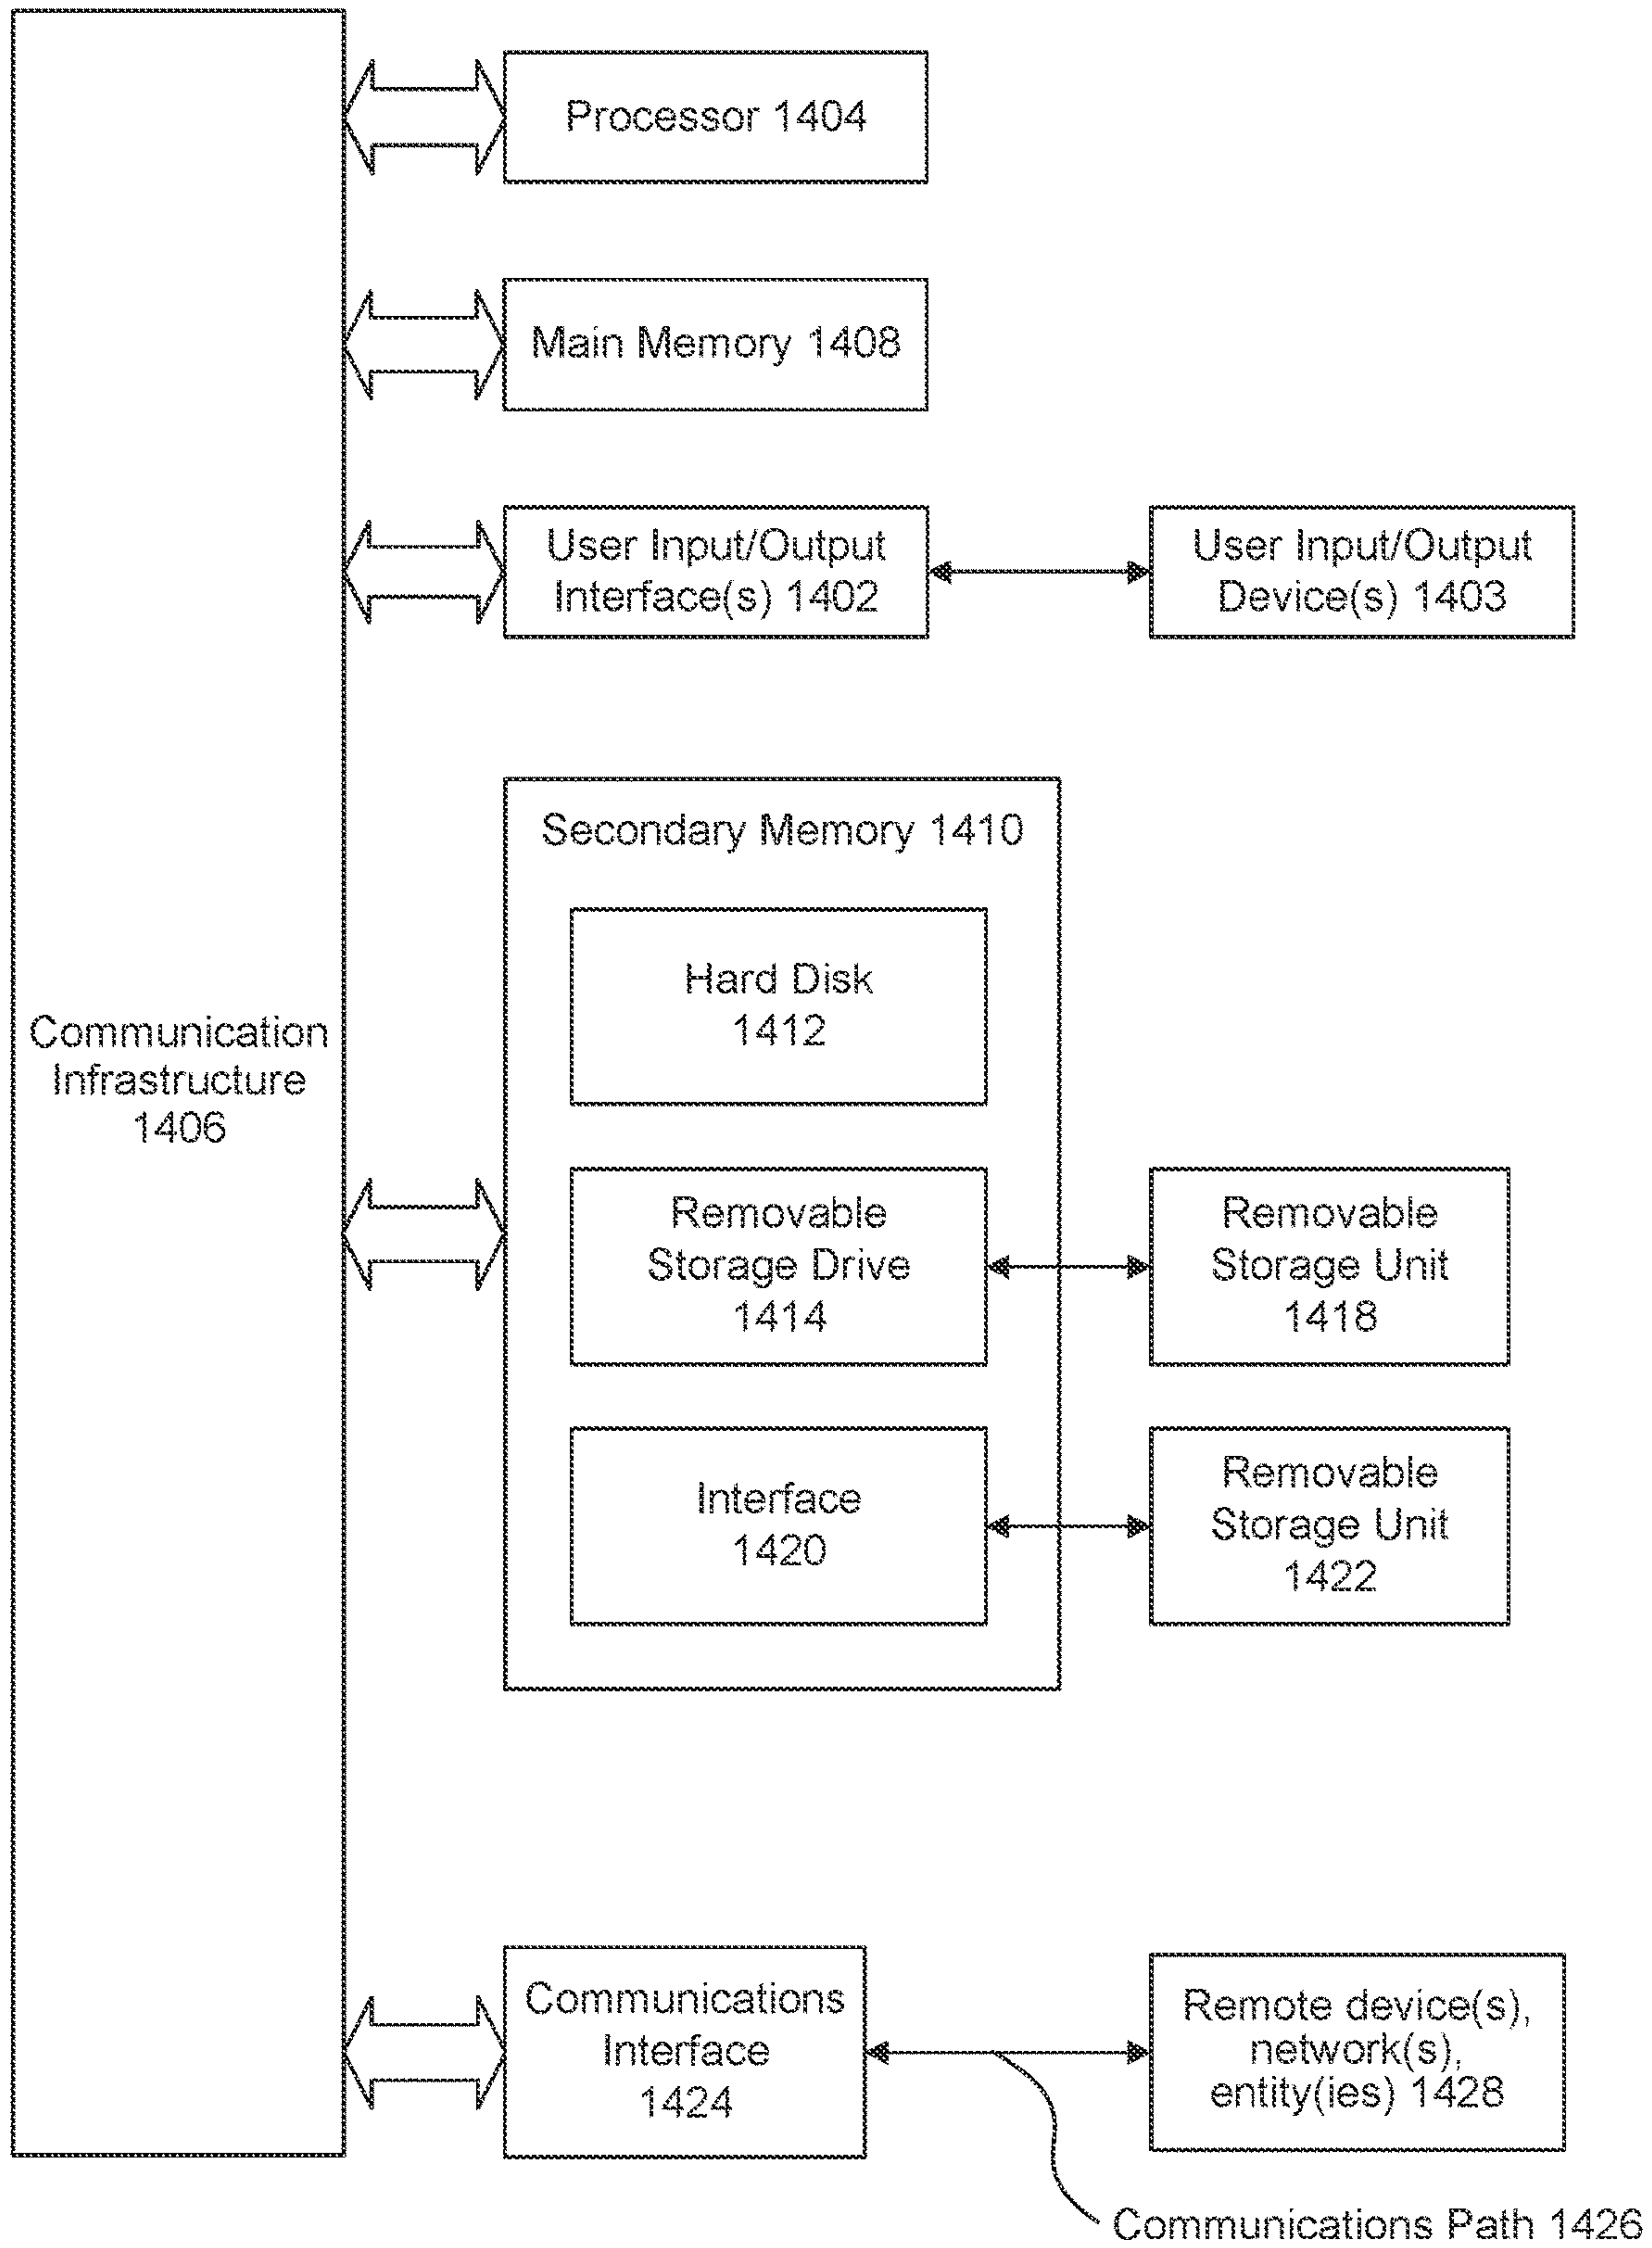 Processor 1404
Main Memory 1408
User Input/Output
Interface(s) 1402
User Input/Output
Device(s) 1403
Secondary Memory 1410
Hard Disk
1412
Communication
Infrastructure
1406
Removable
Storage Drive
1414
Removable
Storage Unit
1418
Interface
1420
Removable
Storage Unit
1422
Communications
Interface
1424
Remote device(s),
network(s),
entity(ies) 1428
Communications Path 1426